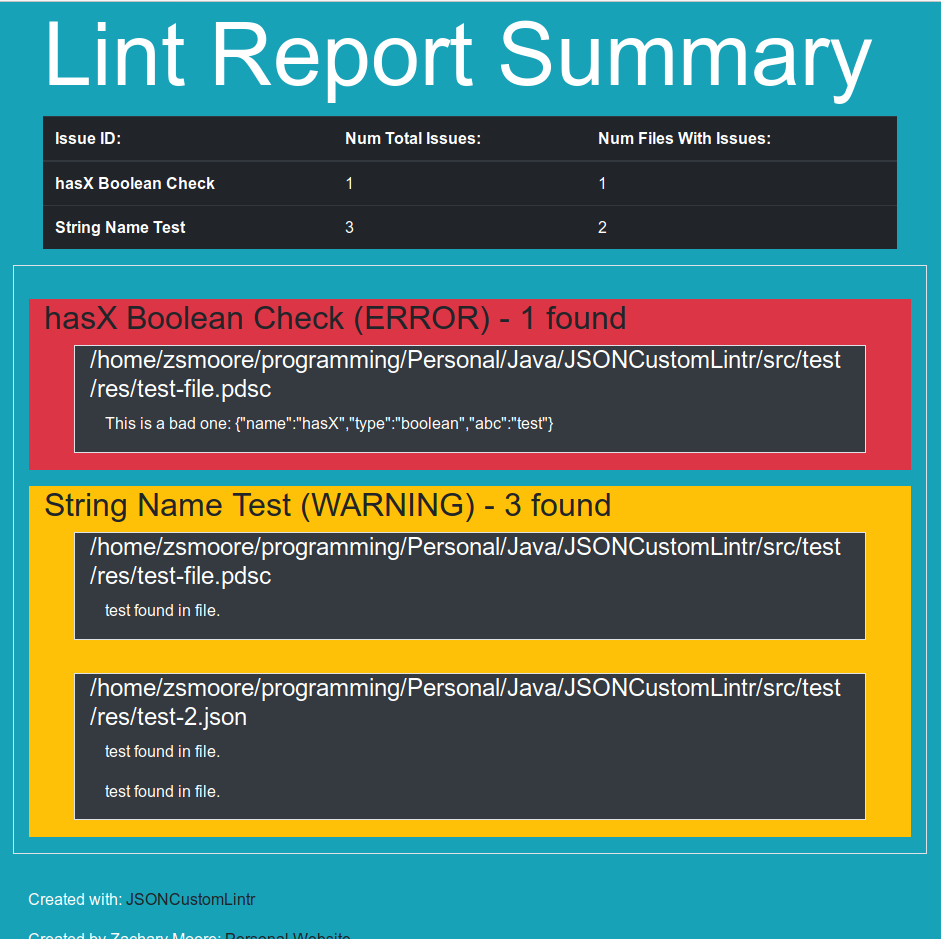 Lint Report Summary
Issue ID: Num Total Issues: Num Files With Issues:
hasX Boolean Check 1 1
String Name Test 3 2
hasX Boolean Check (ERROR) - 1 found
/home/zsmoore/programming/Personal/Java/JSONCustomLintr/src/test
/res/test-file.pdsc
This is a bad one: {"name":"hasX","type":"boolean","abc":"test"}
String Name Test (WARNING) - 3 found
/home/zsmoore/programming/Personal/Java/JSONCustomLintr/src/test
/res/test-file.pdsc
test found in file.
/home/zsmoore/programming/Personal/Java/JSONCustomLintr/src/test
/res/test-2.json
test found in file.
test found in file.
Created with: JSONCustomLintr
Created by Zachary Moore: Personal Website